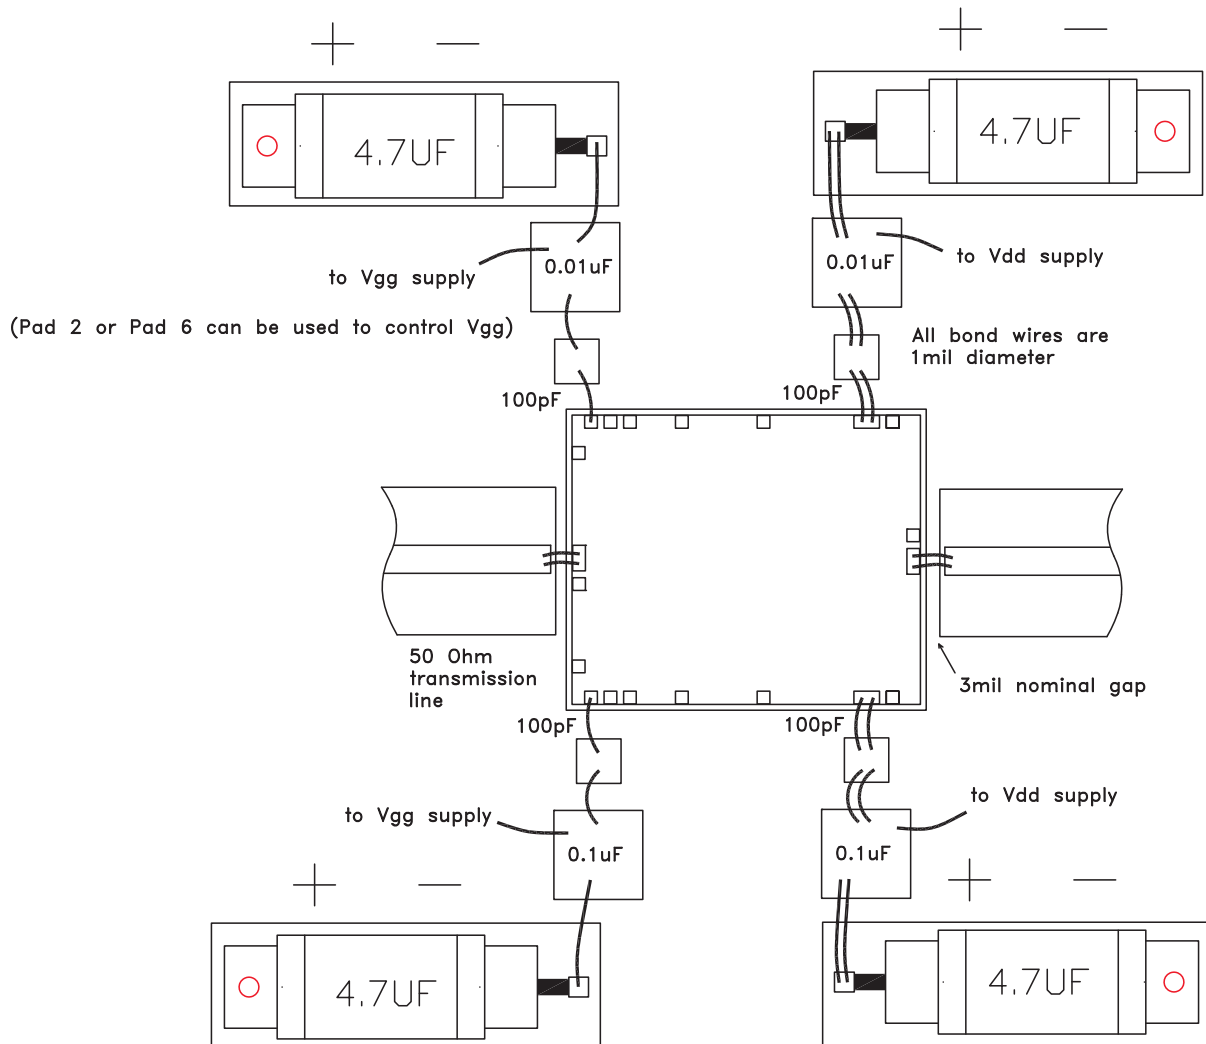 + −
+ −
4.7UF
4.7UF
to Vgg supply
0.01uF
0.01uF
to Vdd supply
(Pad 2 or Pad 6 can be used to control Vgg)
All bond wires are
1mil diameter
100pF
100pF
50 Ohm
transmission
line
3mil nominal gap
100pF
100pF
to Vgg supply
0.1uF
0.1uF
to Vdd supply
+ −
+ −
4.7UF
4.7UF